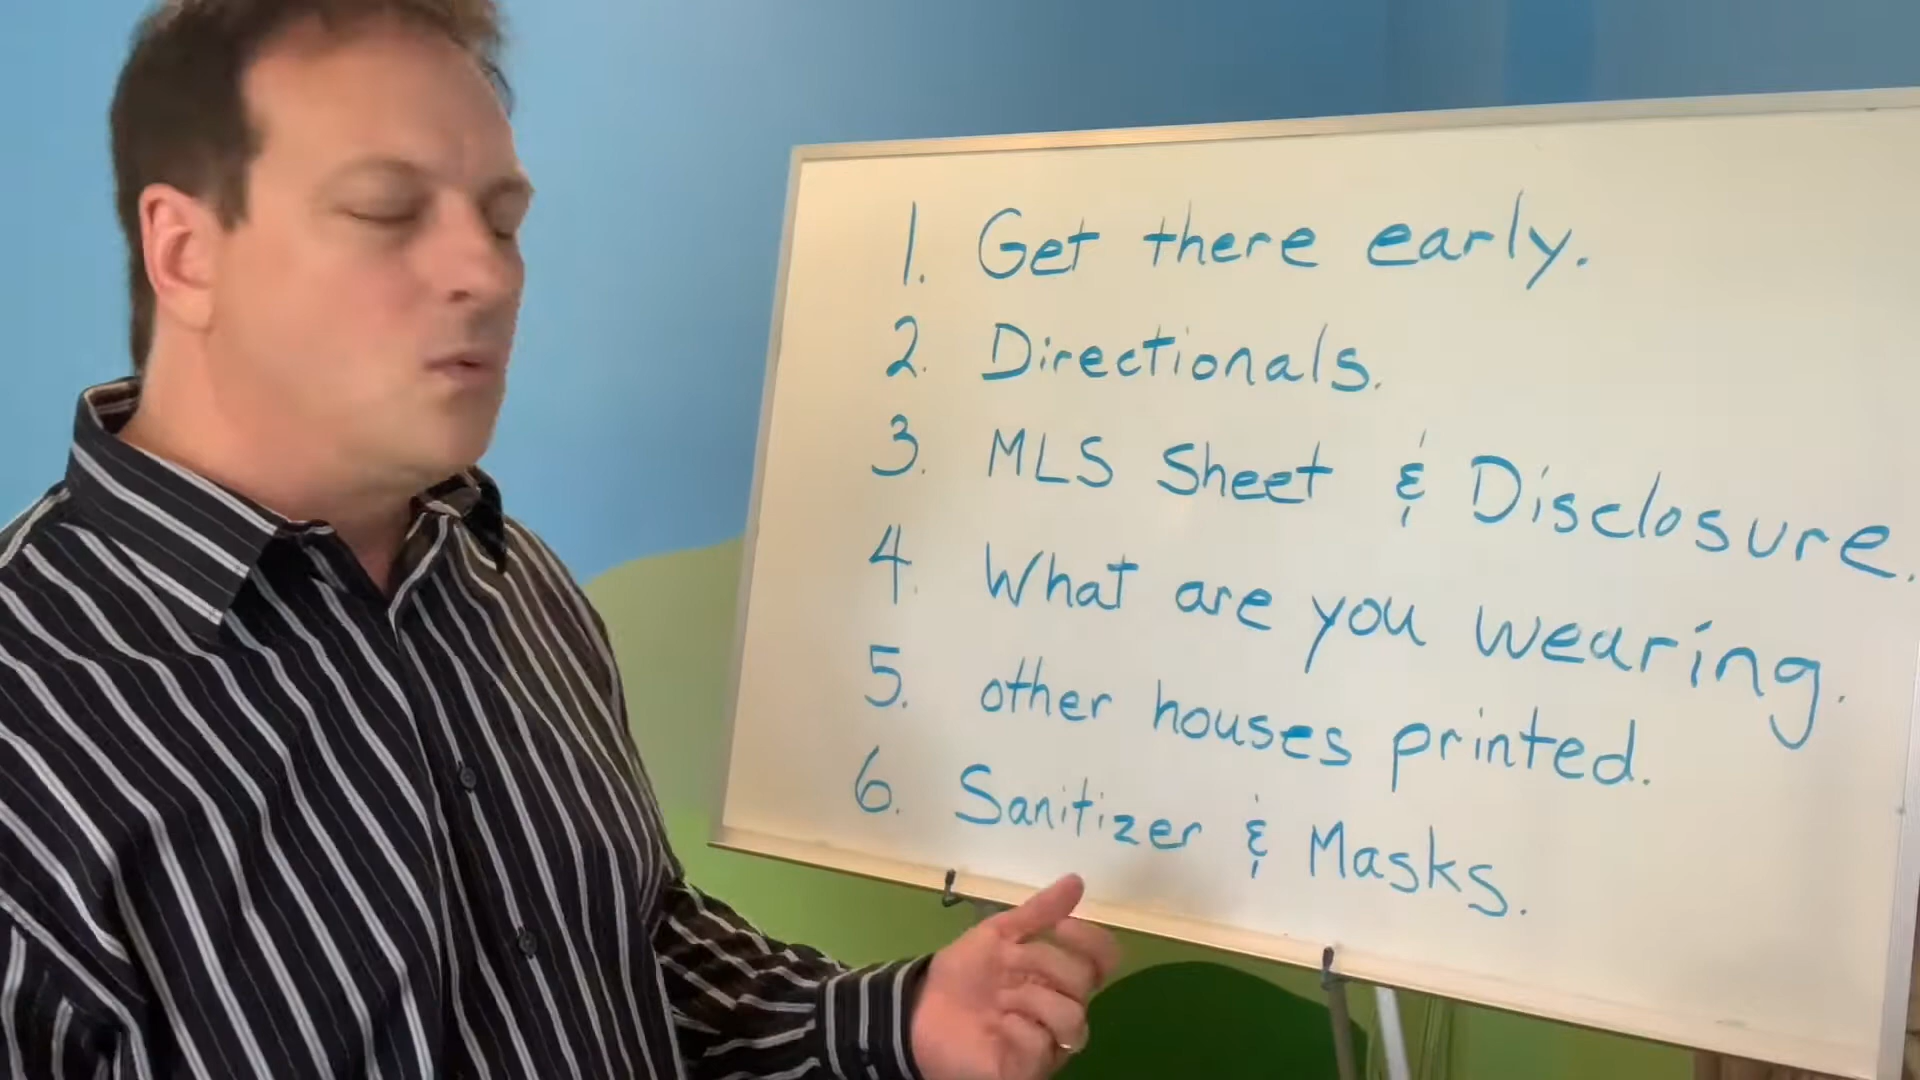 1. Get there early.
2. Directionals.
3. MLS Sheet & Disclosure.
4. What are you wearing.
5. other houses printed.
6. Sanitizer & Masks.